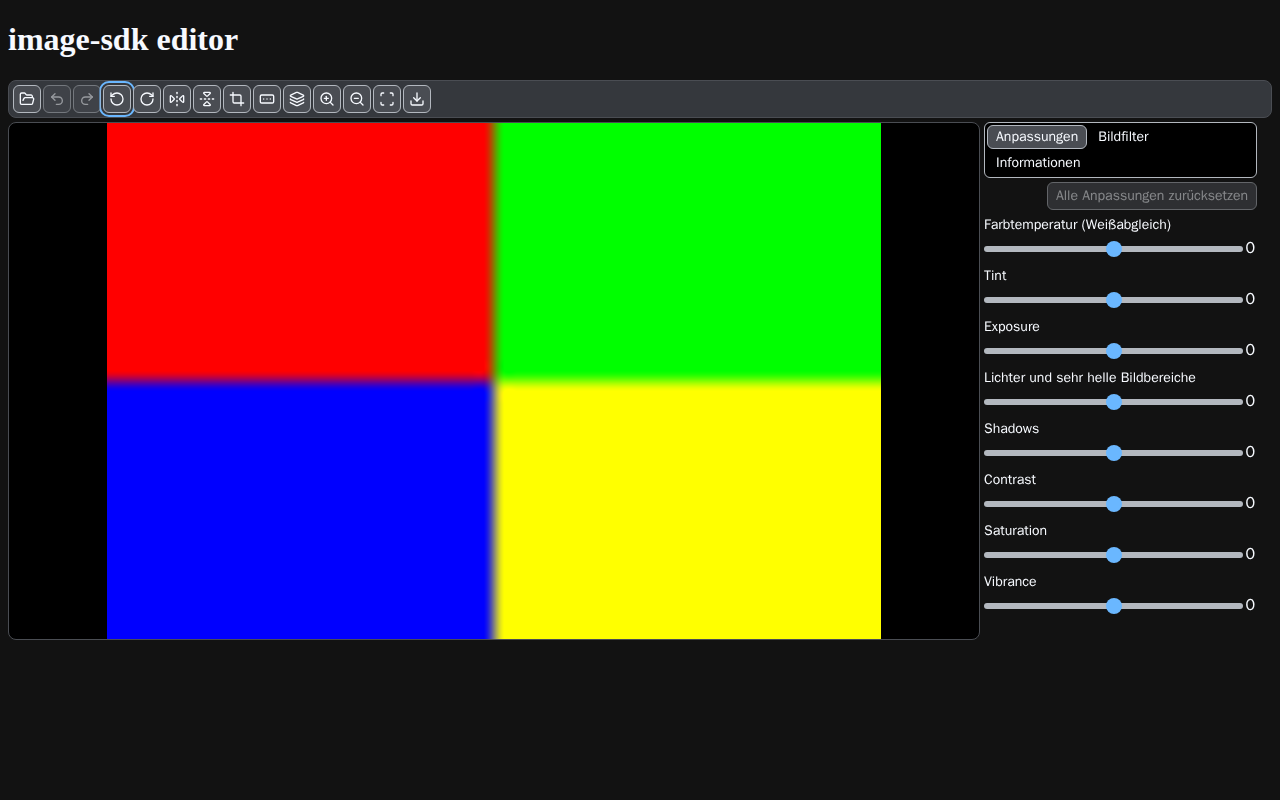 image-sdk editor
Anpassungen Bildfilter
Informationen
Alle Anpassungen zurücksetzen
Farbtemperatur (Weißabgleich)
0
Tint
0
Exposure
0
Lichter und sehr helle Bildbereiche
0
Shadows
0
Contrast
0
Saturation
0
Vibrance
0